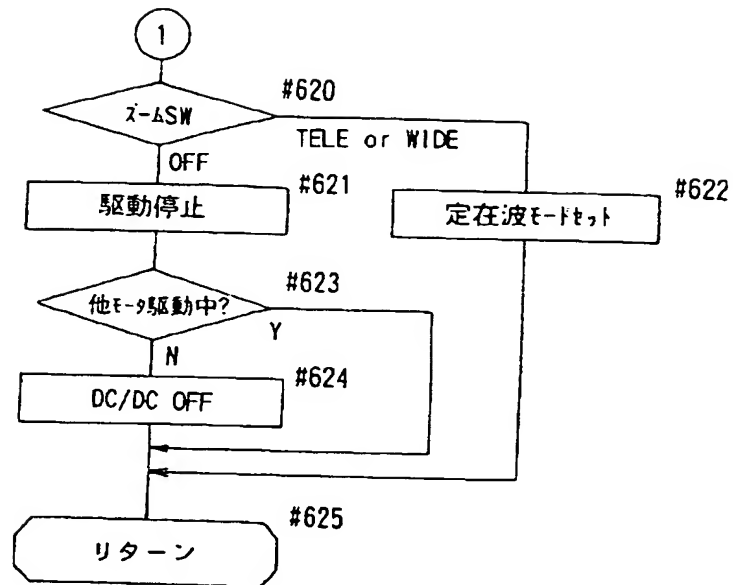 1
#620
ズームSW
TELE or WIDE
OFF
#621
#622
駆動停止
定在波モードセット
#623
他モータ駆動中?
Y
N
#624
DC/DC OFF
#625
リターン